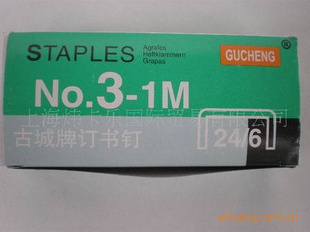 STAPLES
Agrafes
Heftklammern
Grapas
GUCHENG®
No.3-1M
古城牌订书钉
24/6